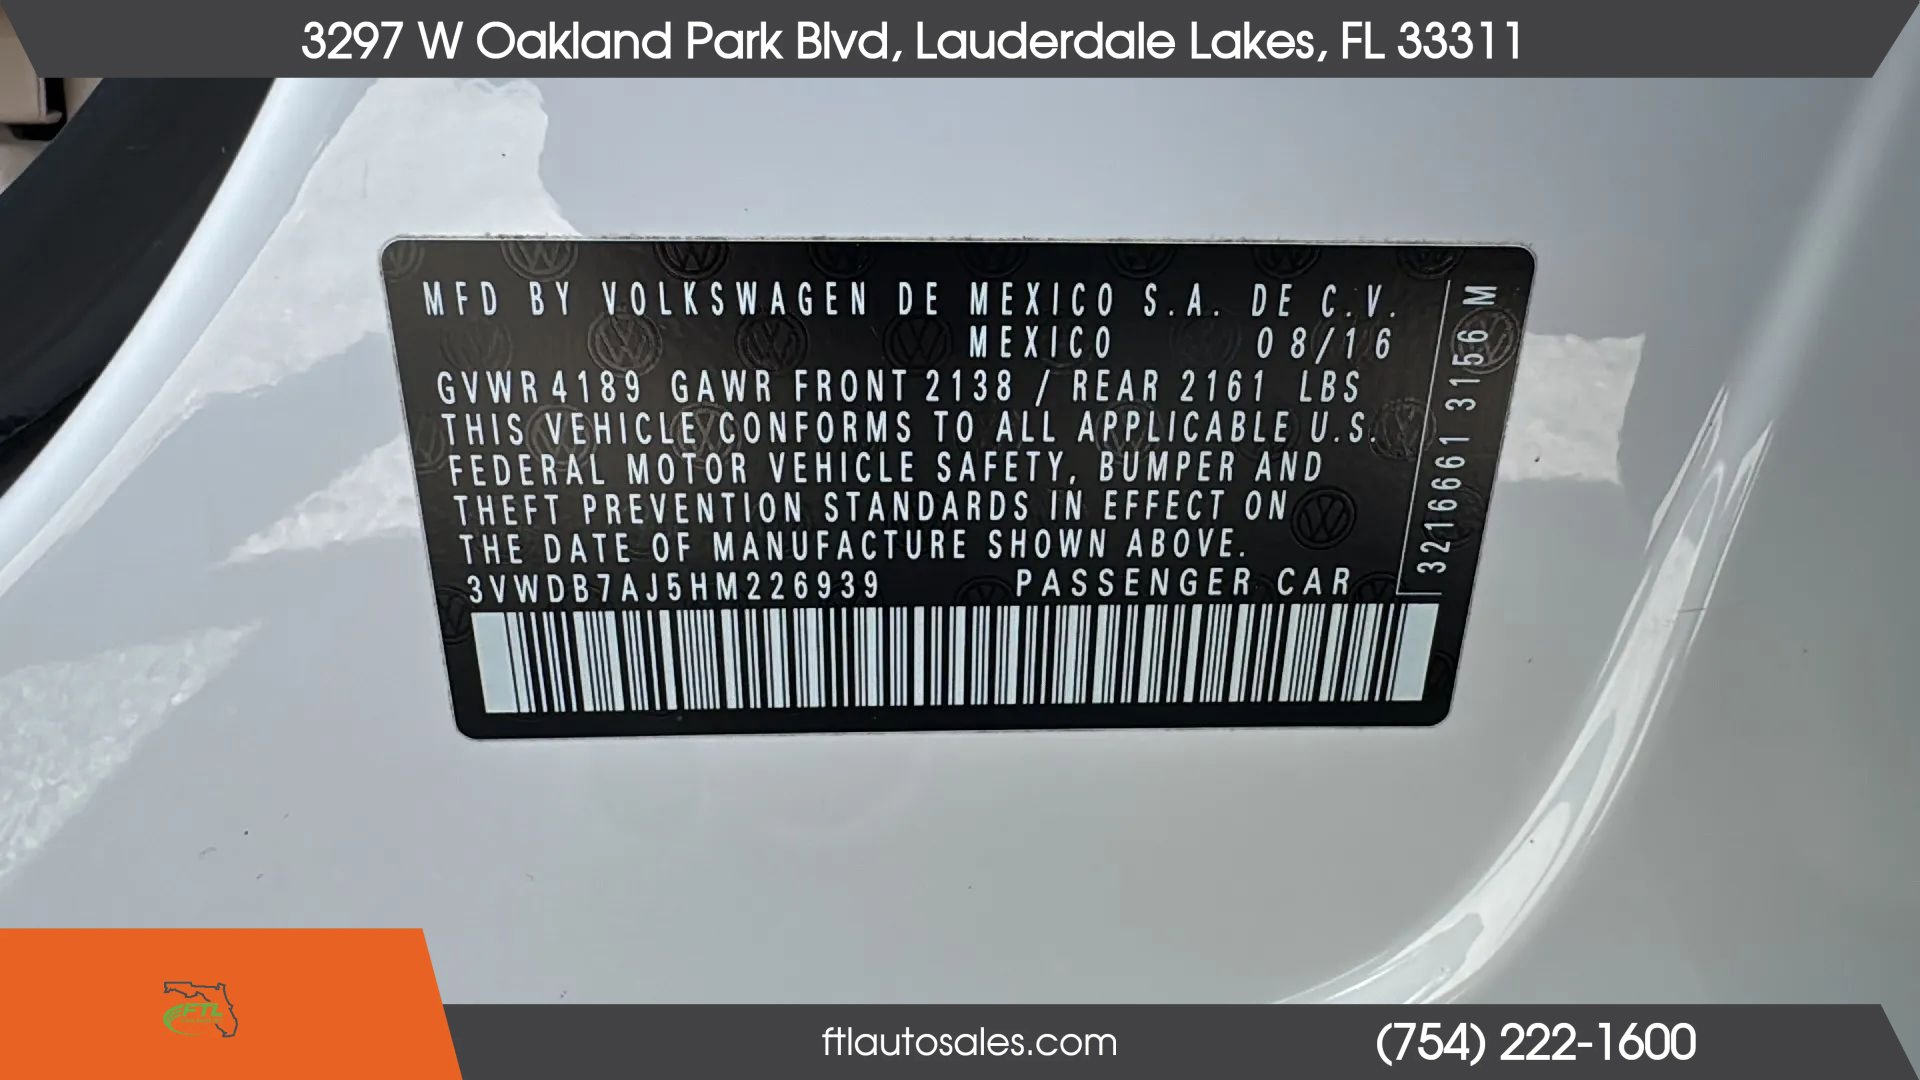 3297 W Oakland Park Blvd, Lauderdale Lakes, FL 33311
MFD BY VOLKSWAGEN DE MEXICO S.A. DE C.V.
MEXICO 08/16
GVWR 4189 GAWR FRONT 2138 / REAR 2161 LBS
THIS VEHICLE CONFORMS TO ALL APPLICABLE U.S.
FEDERAL MOTOR VEHICLE SAFETY, BUMPER AND
THEFT PREVENTION STANDARDS IN EFFECT ON
THE DATE OF MANUFACTURE SHOWN ABOVE.
3VWDB7AJ5HM226939 PASSENGER CAR
3216661 3156 M
FTL
ftlautosales.com
(754) 222-1600